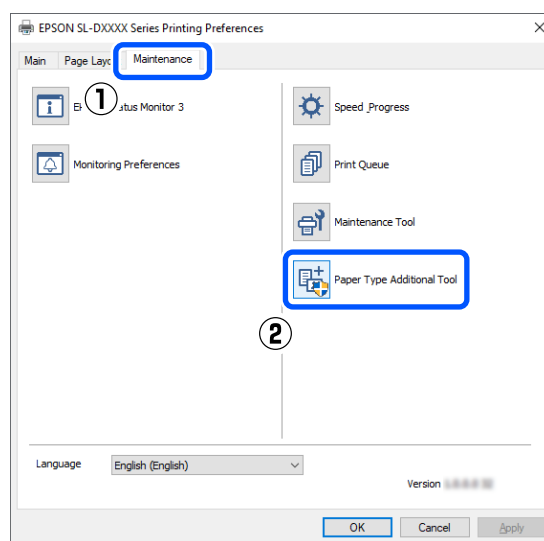 EPSON SL-DXXXX Series Printing Preferences
Main Page Layo Maintenance
1
atus Monitor 3
Speed Progress
Monitoring Preferences
Print Queue
Maintenance Tool
Paper Type Additional Tool
2
Language English (English)
Version
OK Cancel Apply